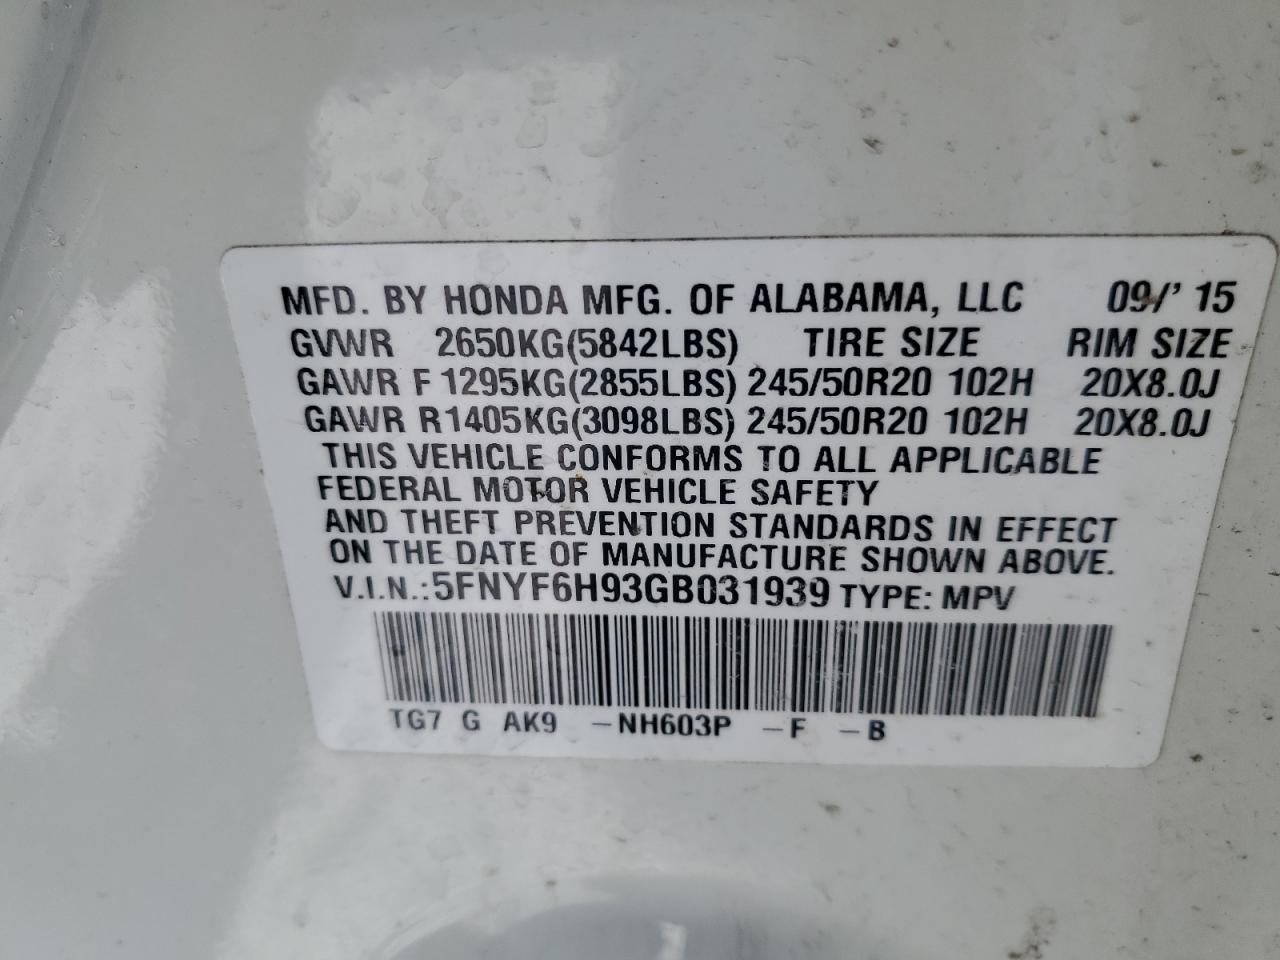 MFD. BY HONDA MFG. OF ALABAMA, LLC 09/' 15
GVWR 2650KG(5842LBS) TIRE SIZE RIM SIZE
GAWR F 1295KG(2855LBS) 245/50R20 102H 20X8.0J
GAWR R1405KG(3098LBS) 245/50R20 102H 20X8.0J
THIS VEHICLE CONFORMS TO ALL APPLICABLE
FEDERAL MOTOR VEHICLE SAFETY
AND THEFT PREVENTION STANDARDS IN EFFECT
ON THE DATE OF MANUFACTURE SHOWN ABOVE.
V.I.N.:5FNYF6H93GB031939 TYPE: MPV
TG7 G AK9 –NH603P –F –B